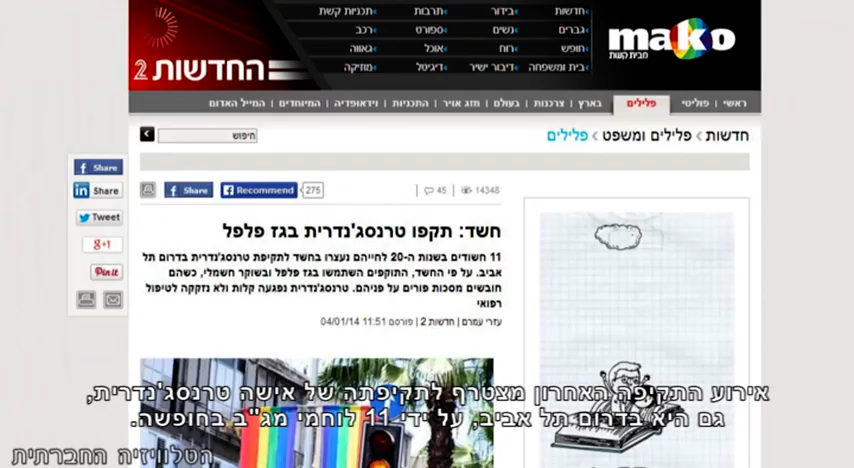 mako
מבית קשת
החדשות 2
חדשות בידור תרבות תכניות קשת
גברים נשים ספורט רכב
חופש רוח אוכל גאווה
בית ומשפחה דיבור ישיר דיגיטל מוזיקה
ראשי | פוליטי | פלילים | בארץ | צרכנות | בעולם | מזג אויר | התכניות | וידאופדיה | המיוחדים | המייל האדום
חדשות > פלילים ומשפט > פלילים
חיפוש
Share
Share
Tweet
+1
Pin it
Share
Recommend 275
45 | 14348
חשד: תקפו טרנסג'נדרית בגז פלפל
11 חשודים בשנות ה-20 לחייהם נעצרו בחשד לתקיפת טרנסג'נדרית בדרום תל
אביב. על פי החשד, התוקפים השתמשו בגז פלפל ובשוקר חשמלי, כשהם
חובשים מסכות פורים על פניהם. טרנסג'נדרית נפגעה קלות ולא נזקקה לטיפול
רפואי
עזרי עמרם | חדשות 2 | פורסם 04/01/14 11:51
אירוע התקיפה האחרון מצטרף לתקיפתה של אישה טרנסג'נדרית,
גם היא בדרום תל אביב, על ידי 11 לוחמי מג"ב בחופשה.
הטלוויזיה החברתית